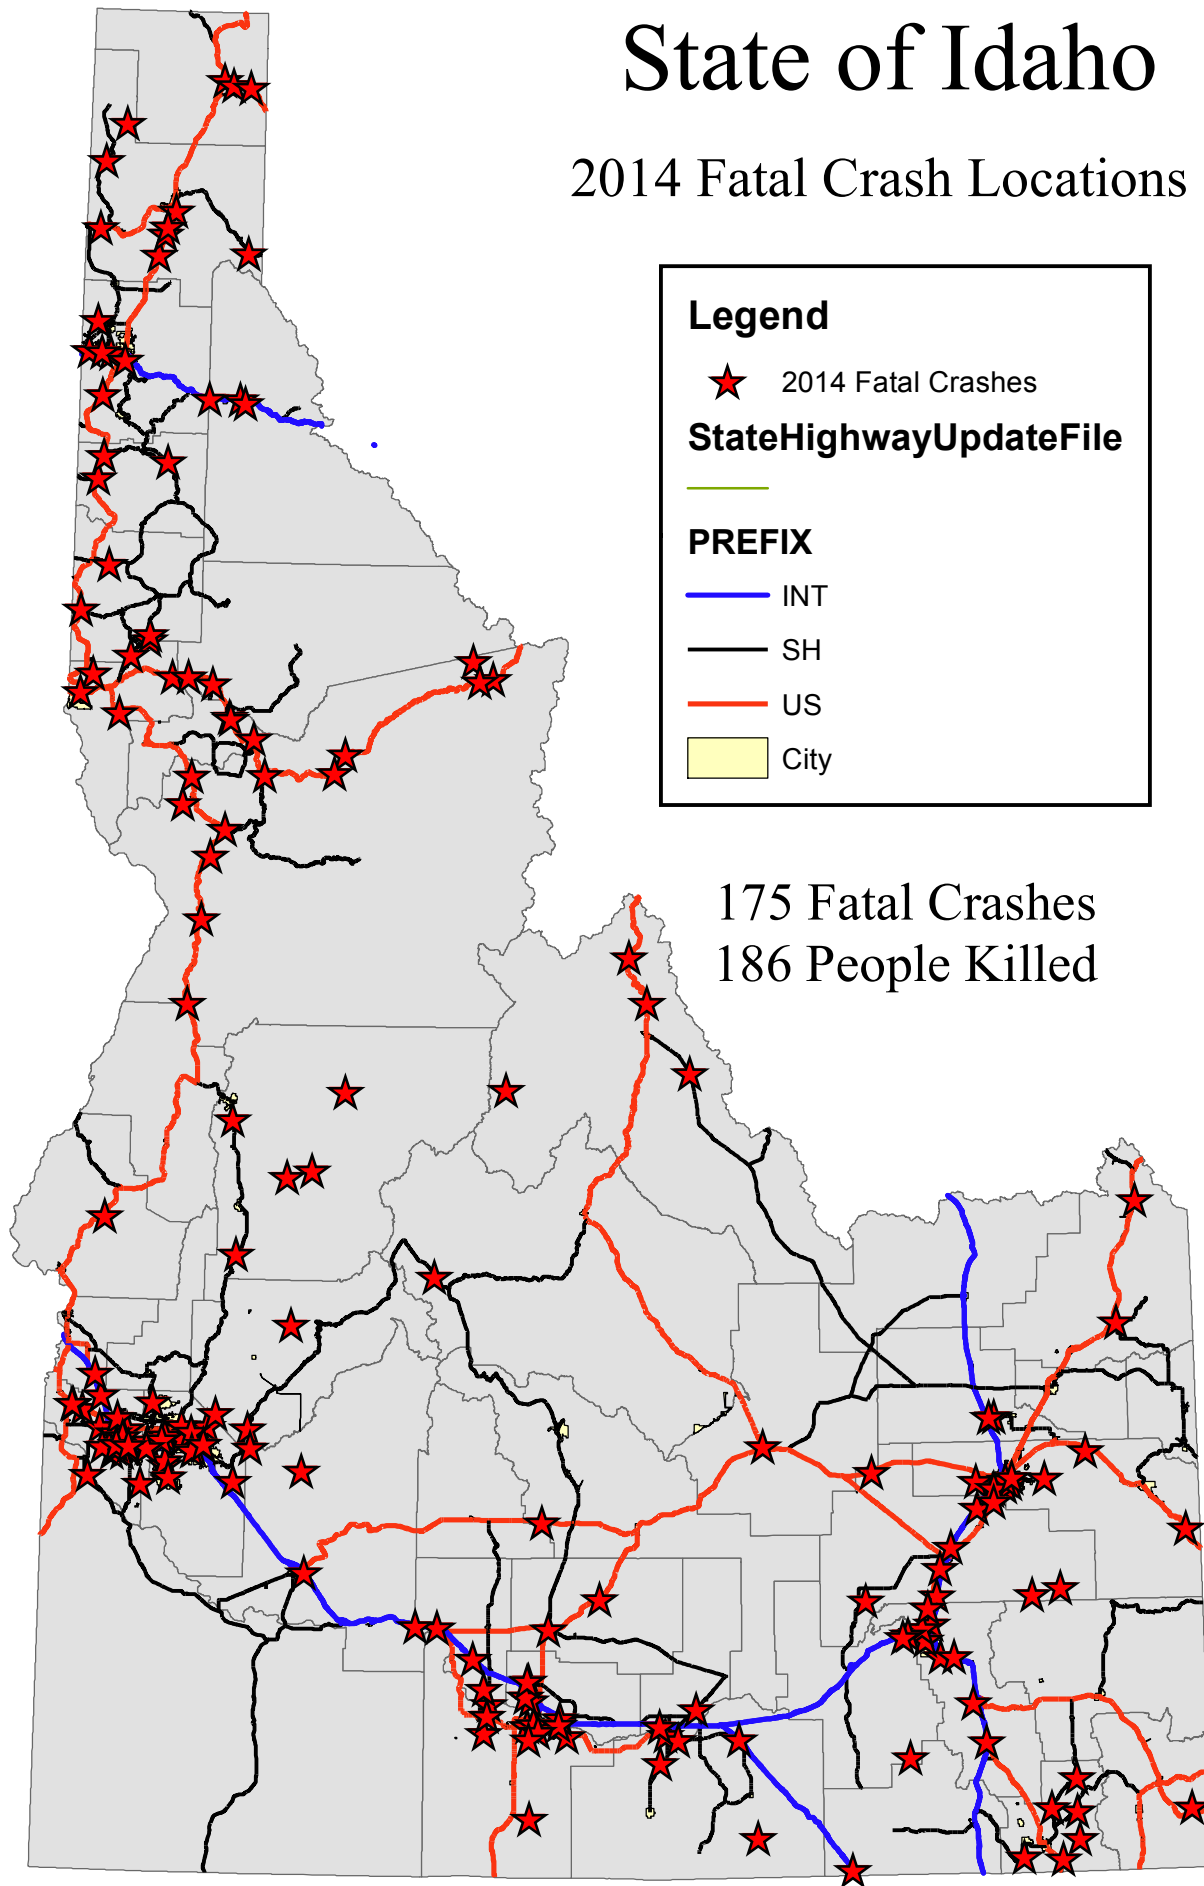 State of Idaho
2014 Fatal Crash Locations
Legend
2014 Fatal Crashes
StateHighwayUpdateFile
PREFIX
INT
SH
US
City
175 Fatal Crashes
186 People Killed